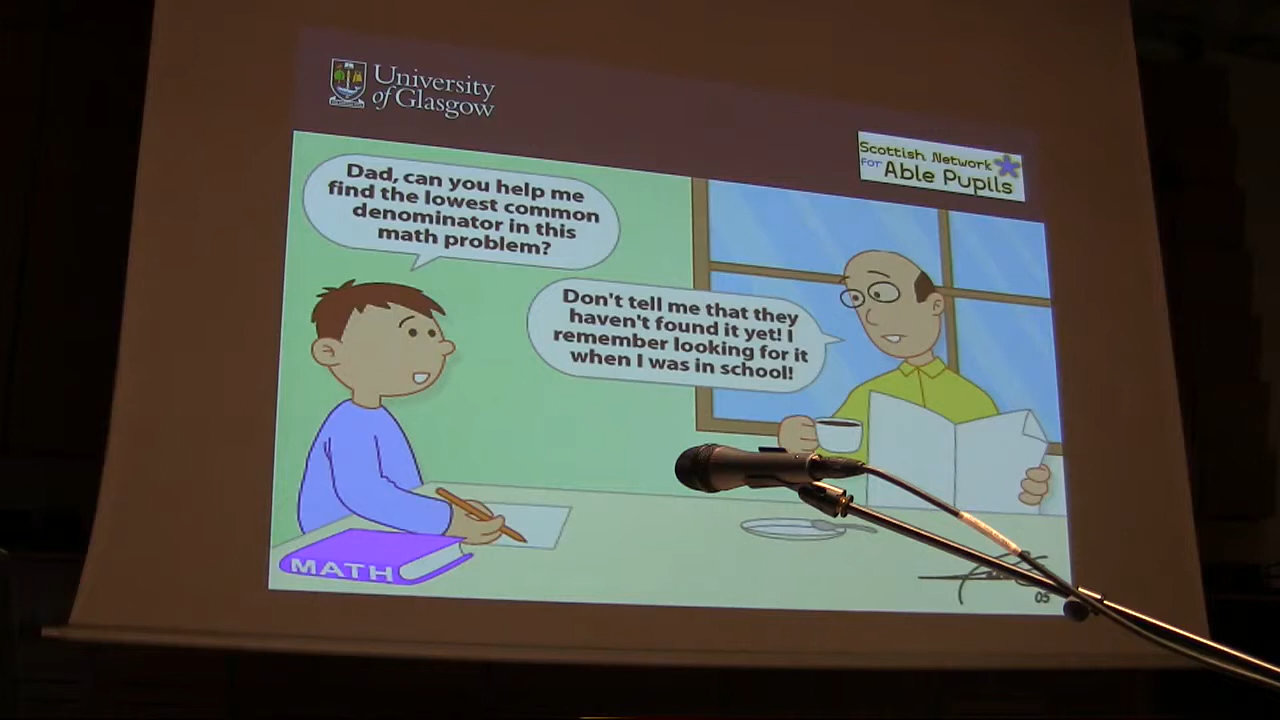 University
of Glasgow
Scottish Network
FOR Able Pupils
Dad, can you help me
find the lowest common
denominator in this
math problem?
Don't tell me that they
haven't found it yet! I
remember looking for it
when I was in school!
MATH
05